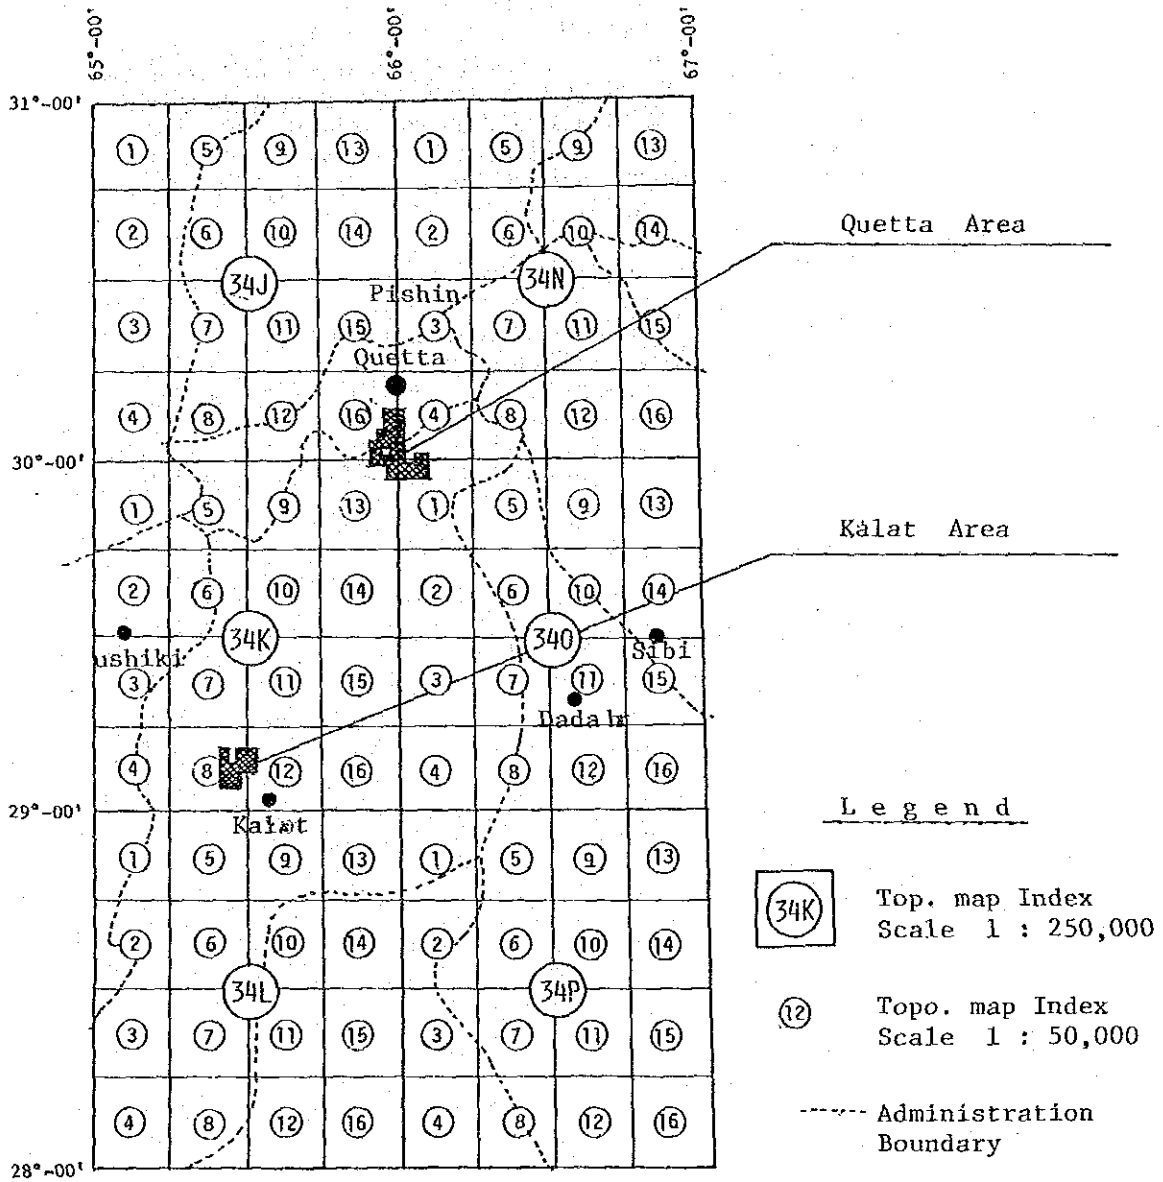 65°-00'
66°-00'
67°-00'
31°-00'
1 5 9 13 1 5 9 13
2 6 10 14 2 6 10 14
Quetta Area
34J
34N
Pishin
3 7 11 15 3 7 11 15
Quetta
4 8 12 16 4 8 12 16
30°-00'
1 5 9 13 1 5 9 13
Kalat Area
2 6 10 14 2 6 10 14
34K
34O
ushiki
Sibi
3 7 11 15 3 7 11 15
Dadahr
4 8 12 16 4 8 12 16
29°-00'
Kalat
1 5 9 13 1 5 9 13
2 6 10 14 2 6 10 14
34L
34P
3 7 11 15 3 7 11 15
4 8 12 16 4 8 12 16
28°-00'
Legend
34K
Top. map Index
Scale 1 : 250,000
12
Topo. map Index
Scale 1 : 50,000
Administration
Boundary